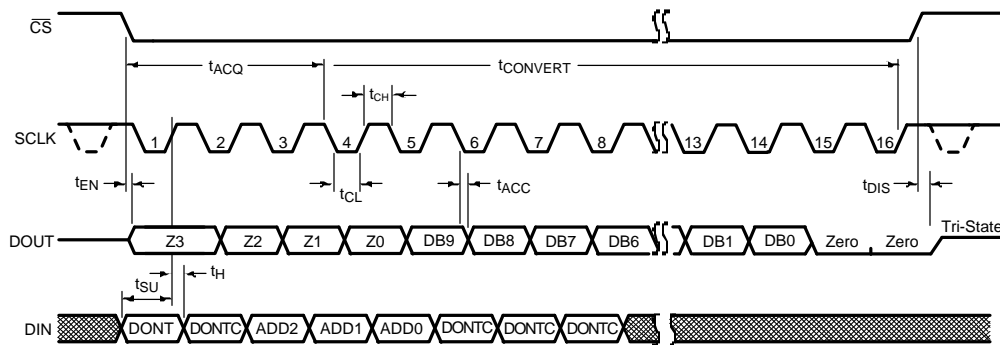 CS
tACQ
tCONVERT
tCH
SCLK
1 2 3 4 5 6 7 8 13 14 15 16
tEN
tCL
tACC
tDIS
DOUT
Z3 Z2 Z1 Z0 DB9 DB8 DB7 DB6 DB1 DB0 Zero Zero
Tri-State
tSU
tH
DIN
DONT DONTC ADD2 ADD1 ADD0 DONTC DONTC DONTC